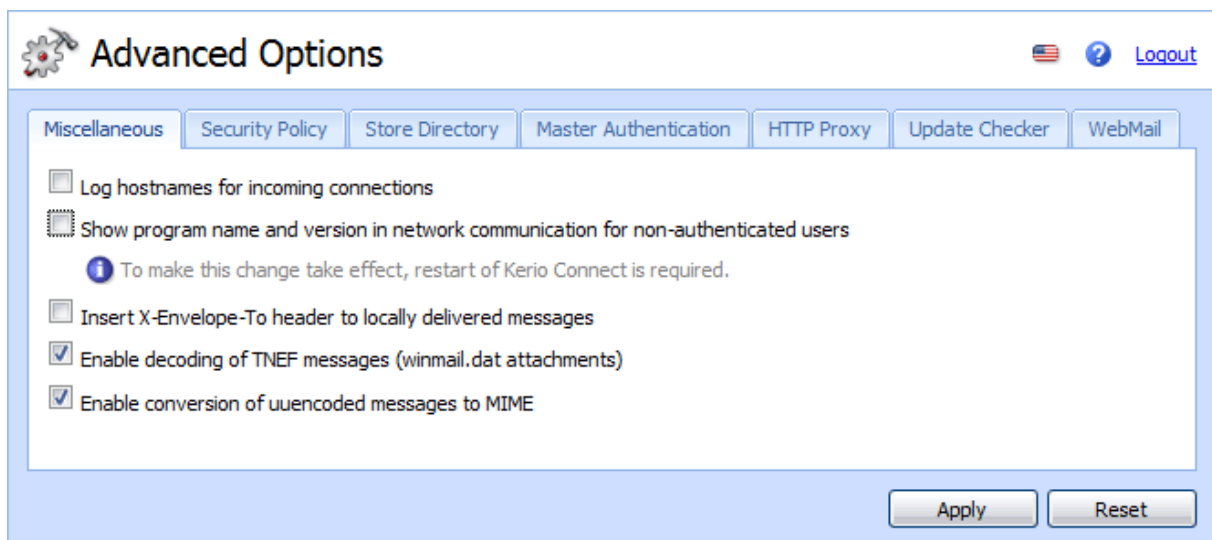 Advanced Options
Logout
Miscellaneous Security Policy Store Directory Master Authentication HTTP Proxy Update Checker WebMail
Log hostnames for incoming connections
Show program name and version in network communication for non-authenticated users
To make this change take effect, restart of Kerio Connect is required.
Insert X-Envelope-To header to locally delivered messages
Enable decoding of TNEF messages (winmail.dat attachments)
Enable conversion of uuencoded messages to MIME
Apply Reset